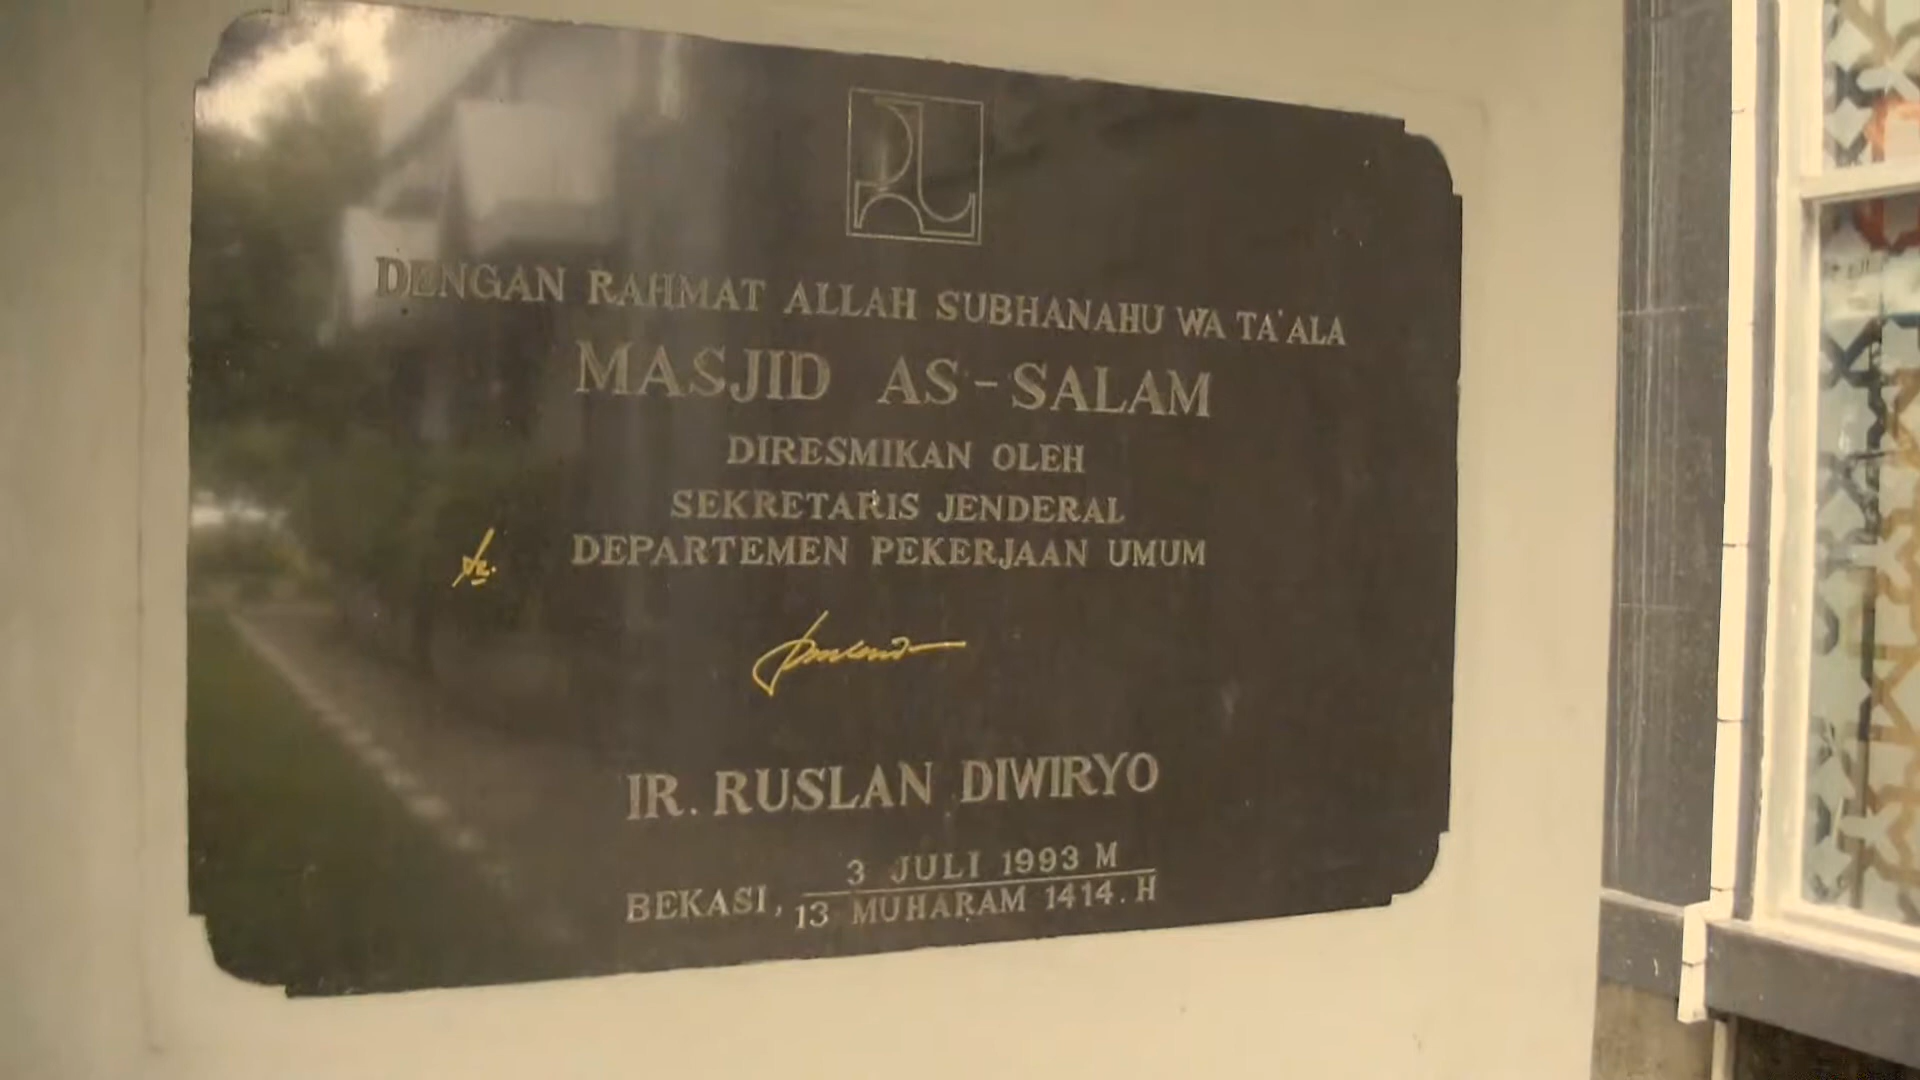 DENGAN RAHMAT ALLAH SUBHANAHU WA TA'ALA
MASJID AS-SALAM
DIRESMIKAN OLEH
SEKRETARIS JENDERAL
DEPARTEMEN PEKERJAAN UMUM
IR. RUSLAN DIWIRYO
3 JULI 1993 M
BEKASI, 13 MUHARAM 1414.H